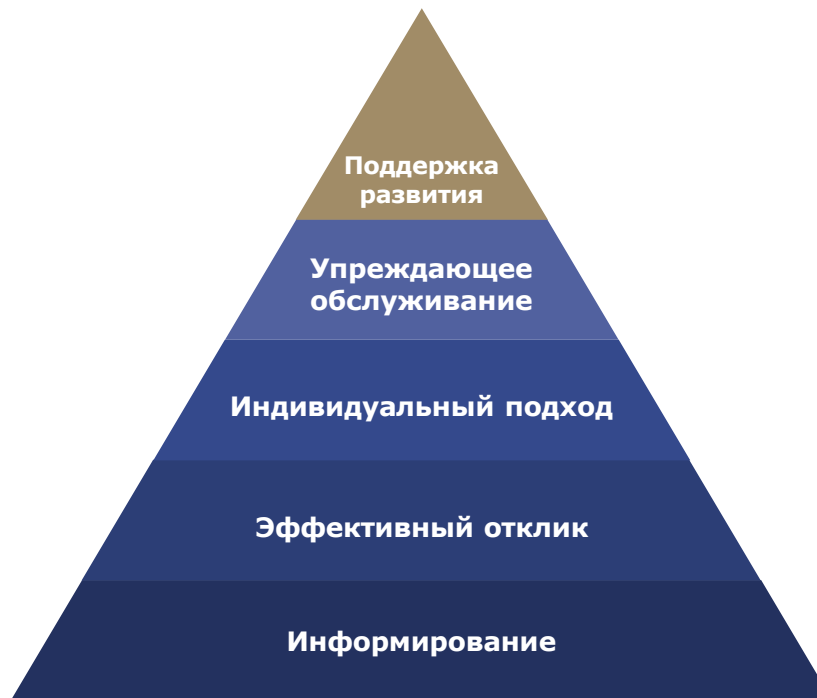 Поддержка
развития
Упреждающее
обслуживание
Индивидуальный подход
Эффективный отклик
Информирование